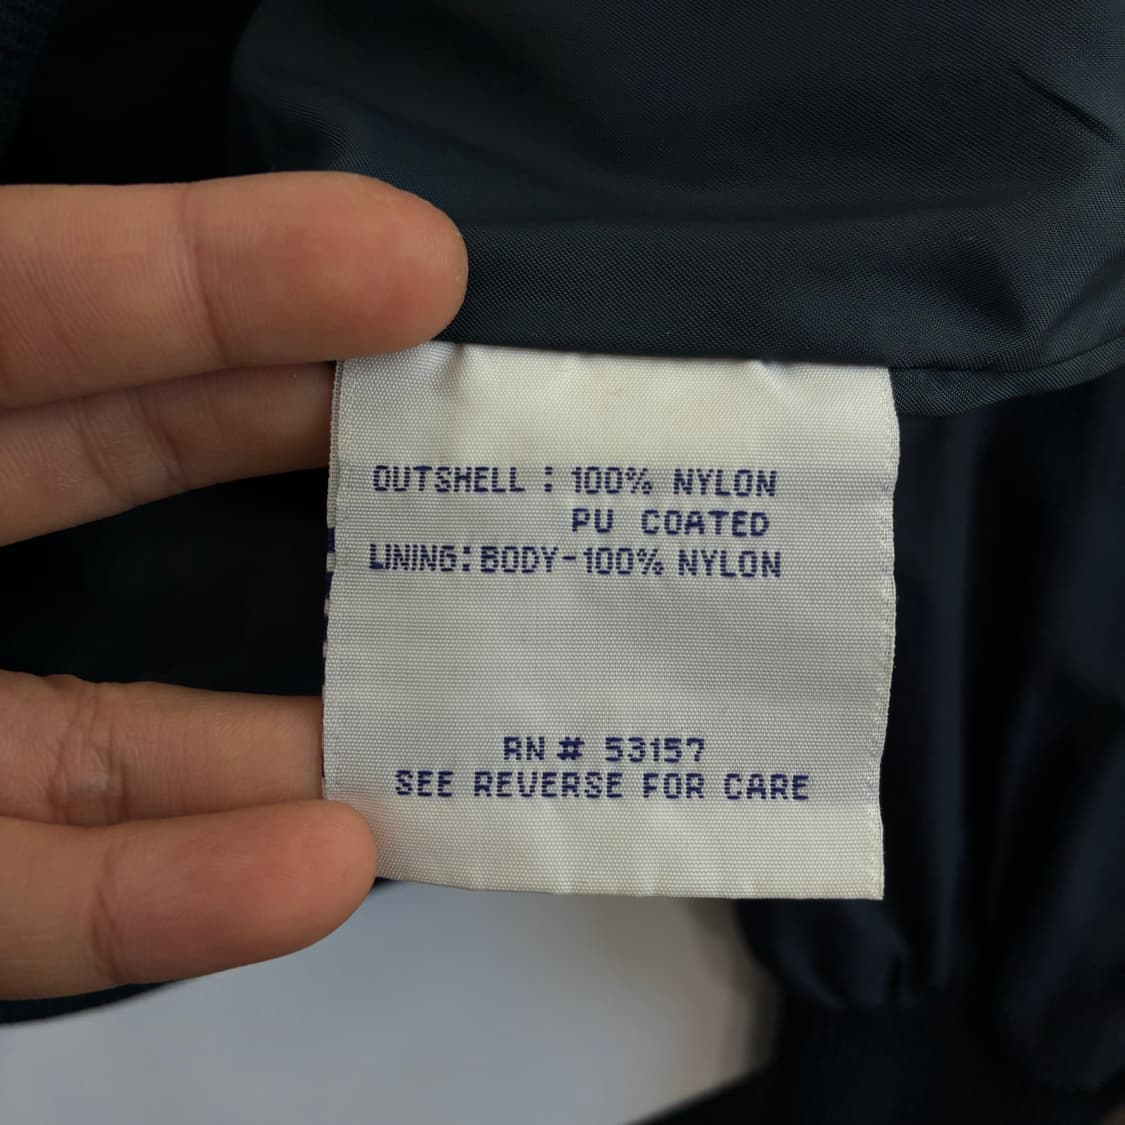 OUTSHELL : 100% NYLON
PU COATED
LINING: BODY-100% NYLON
RN # 53157
SEE REVERSE FOR CARE